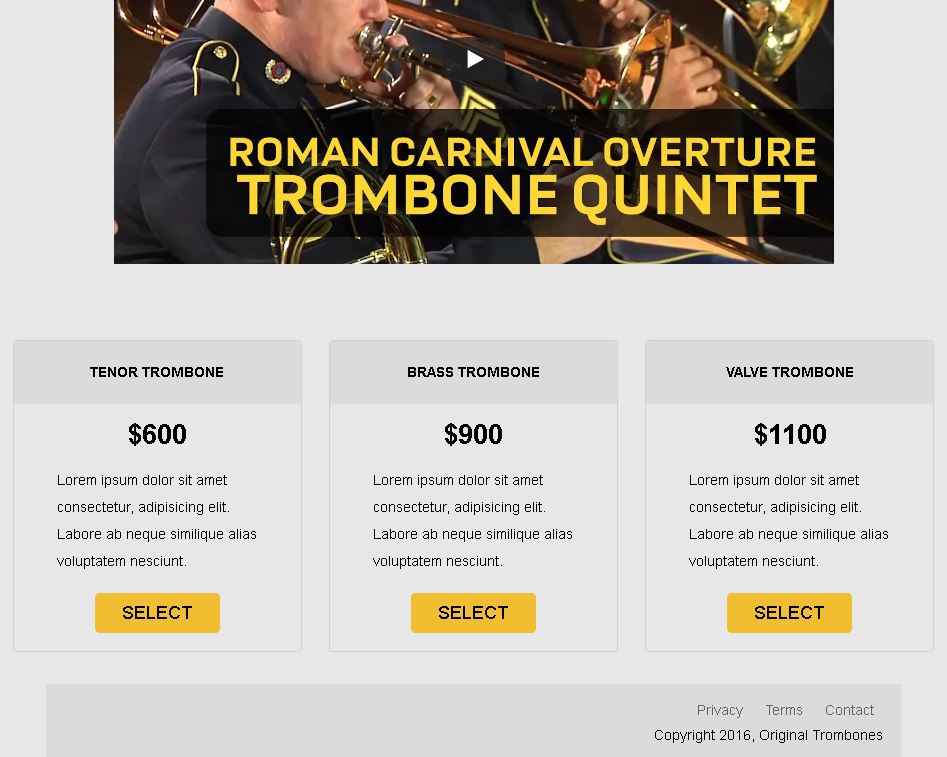 ROMAN CARNIVAL OVERTURE
TROMBONE QUINTET
TENOR TROMBONE
$600
Lorem ipsum dolor sit amet
consectetur, adipisicing elit.
Labore ab neque similique alias
voluptatem nesciunt.
SELECT
BRASS TROMBONE
$900
Lorem ipsum dolor sit amet
consectetur, adipisicing elit.
Labore ab neque similique alias
voluptatem nesciunt.
SELECT
VALVE TROMBONE
$1100
Lorem ipsum dolor sit amet
consectetur, adipisicing elit.
Labore ab neque similique alias
voluptatem nesciunt.
SELECT
Privacy Terms Contact
Copyright 2016, Original Trombones